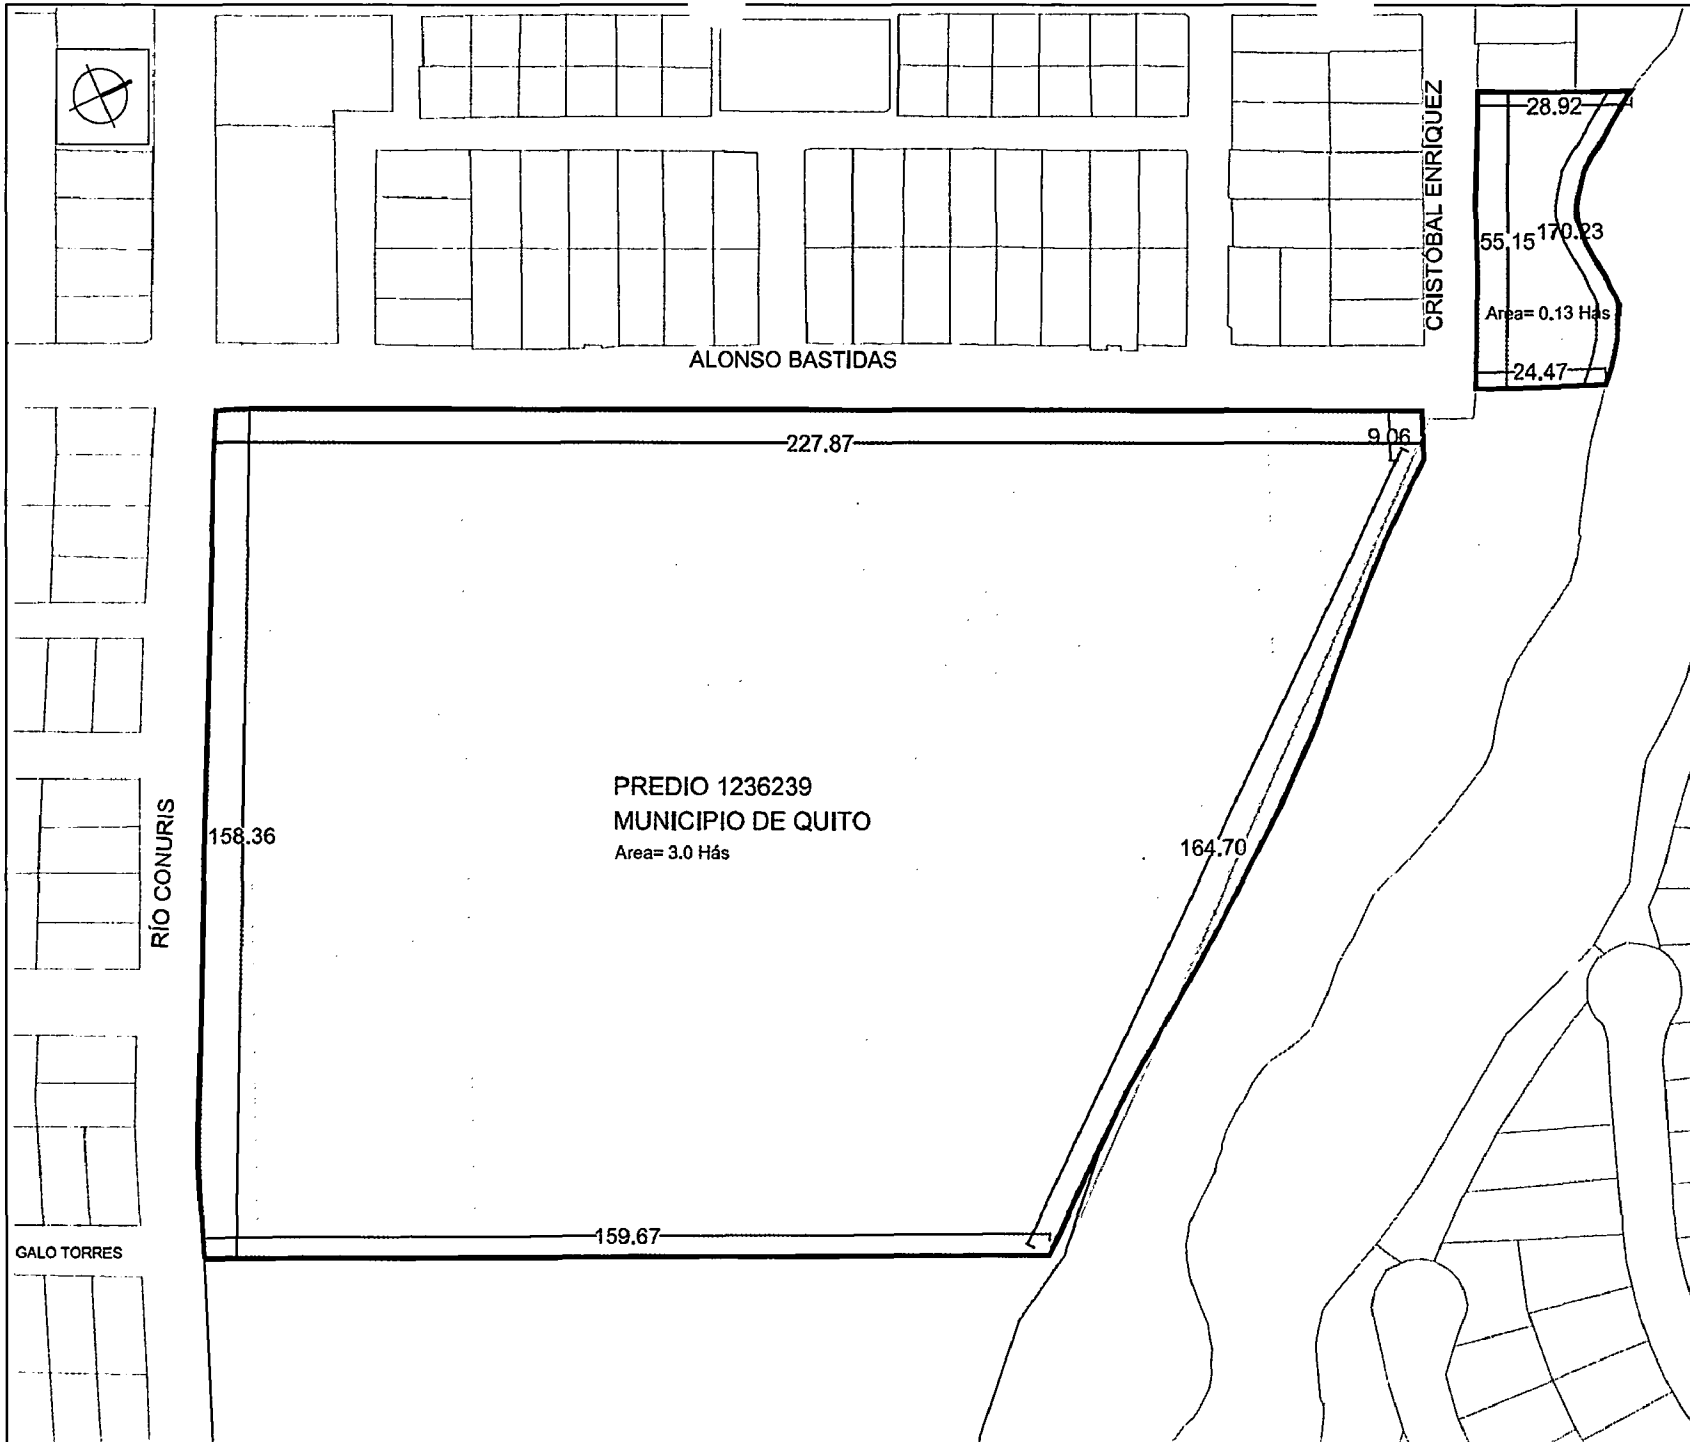 CRISTÓBAL ENRÍQUEZ
28.92
55.15
170.23
Area= 0.13 Hás
24.47
ALONSO BASTIDAS
227.87
9.06
RÍO CONURIS
158.36
PREDIO 1236239
MUNICIPIO DE QUITO
Area= 3.0 Hás
164.70
159.67
GALO TORRES